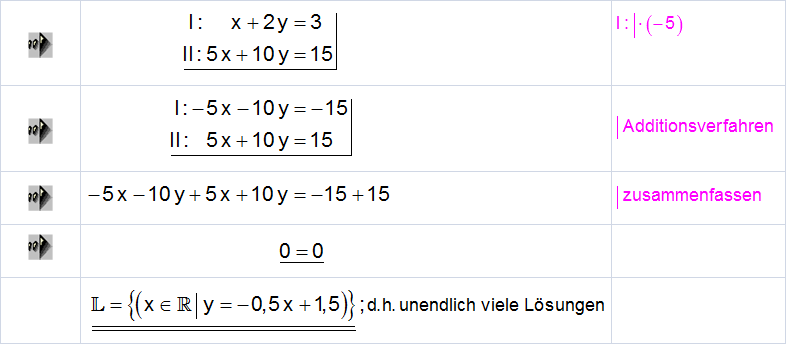 I: x + 2y = 3
I: | · (−5)
II: 5x + 10y = 15
I: −5x − 10y = −15
II: 5x + 10y = 15
| Additionsverfahren
−5x − 10y + 5x + 10y = −15 + 15
| zusammenfassen
0 = 0
𝕃 = {(x ∈ ℝ | y = −0,5x + 1,5)} ; d.h. unendlich viele Lösungen